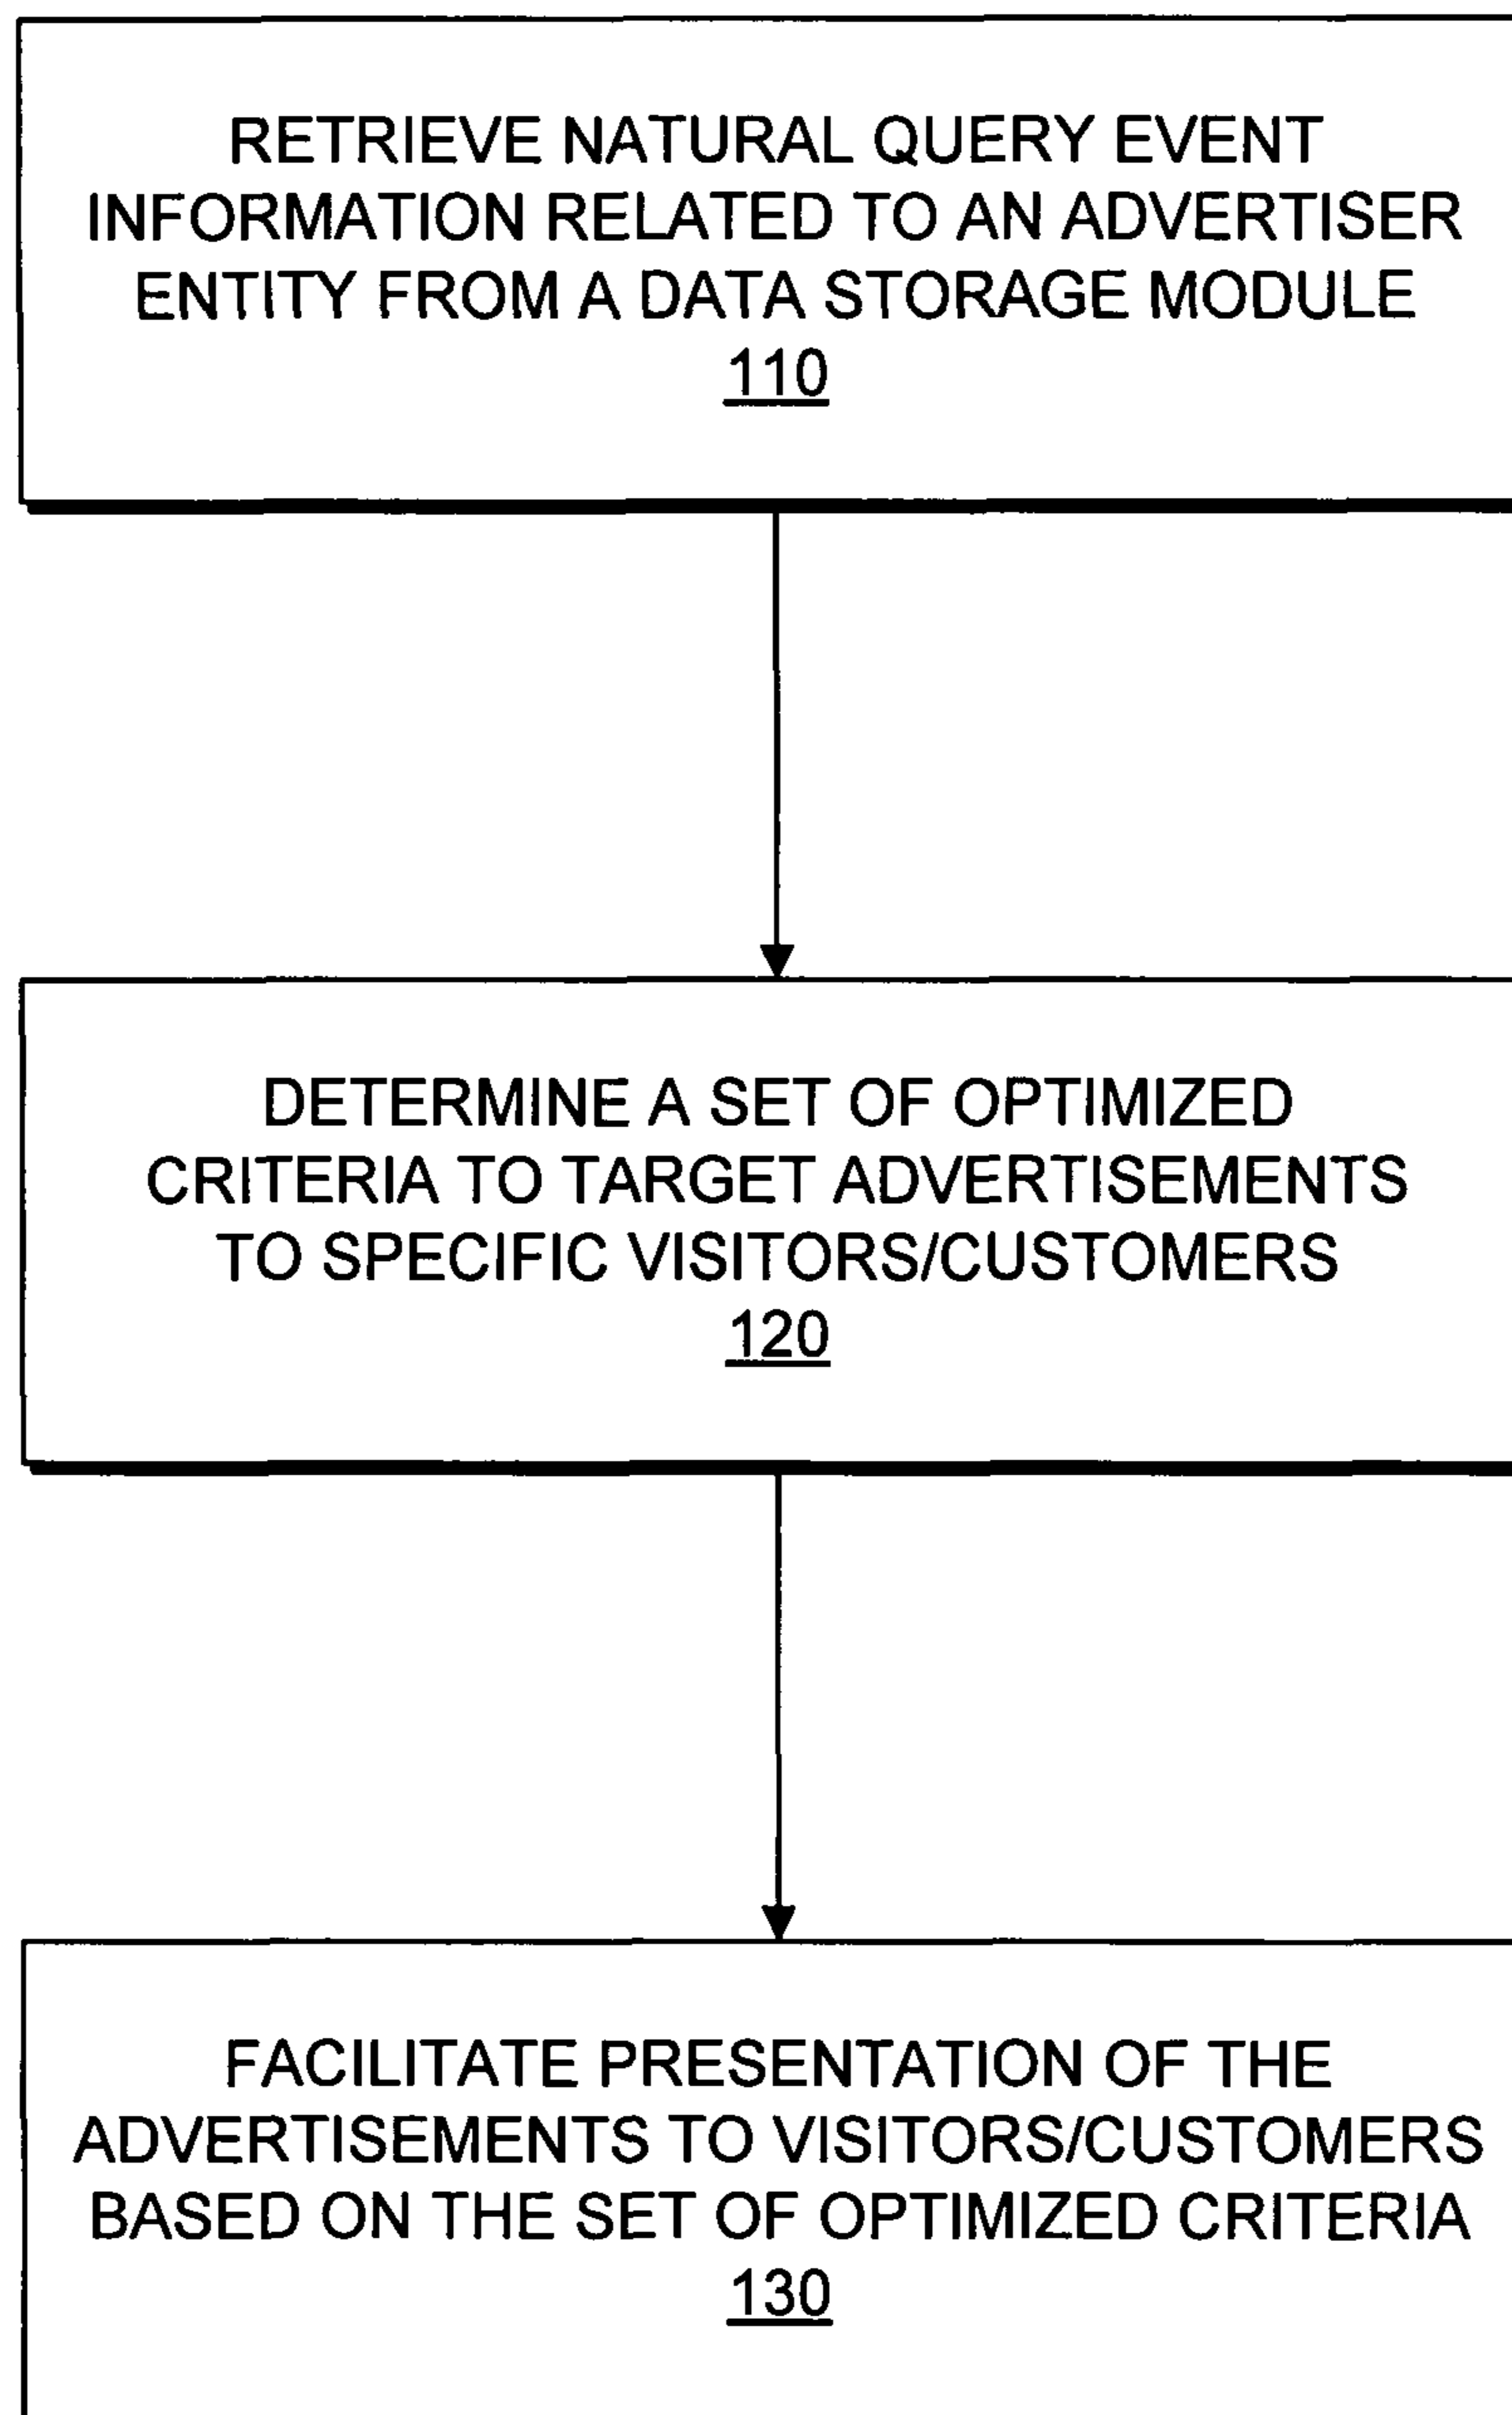 RETRIEVE NATURAL QUERY EVENT
INFORMATION RELATED TO AN ADVERTISER
ENTITY FROM A DATA STORAGE MODULE
110
DETERMINE A SET OF OPTIMIZED
CRITERIA TO TARGET ADVERTISEMENTS
TO SPECIFIC VISITORS/CUSTOMERS
120
FACILITATE PRESENTATION OF THE
ADVERTISEMENTS TO VISITORS/CUSTOMERS
BASED ON THE SET OF OPTIMIZED CRITERIA
130